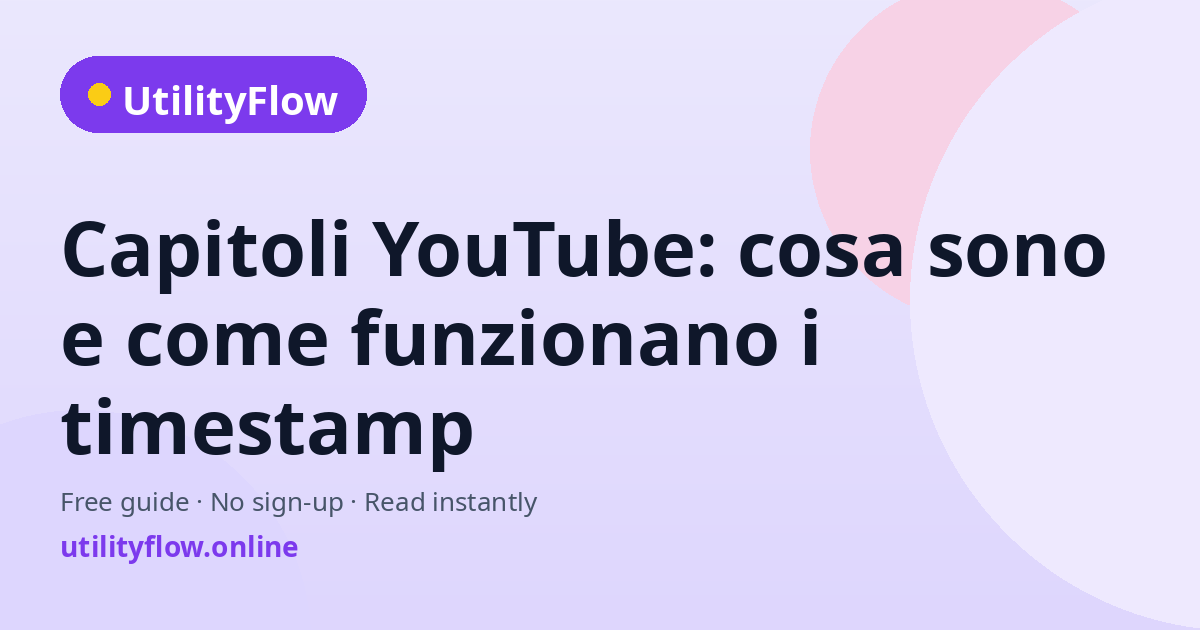 UtilityFlow
Capitoli YouTube: cosa sono
e come funzionano i
timestamp
Free guide · No sign-up · Read instantly
utilityflow.online